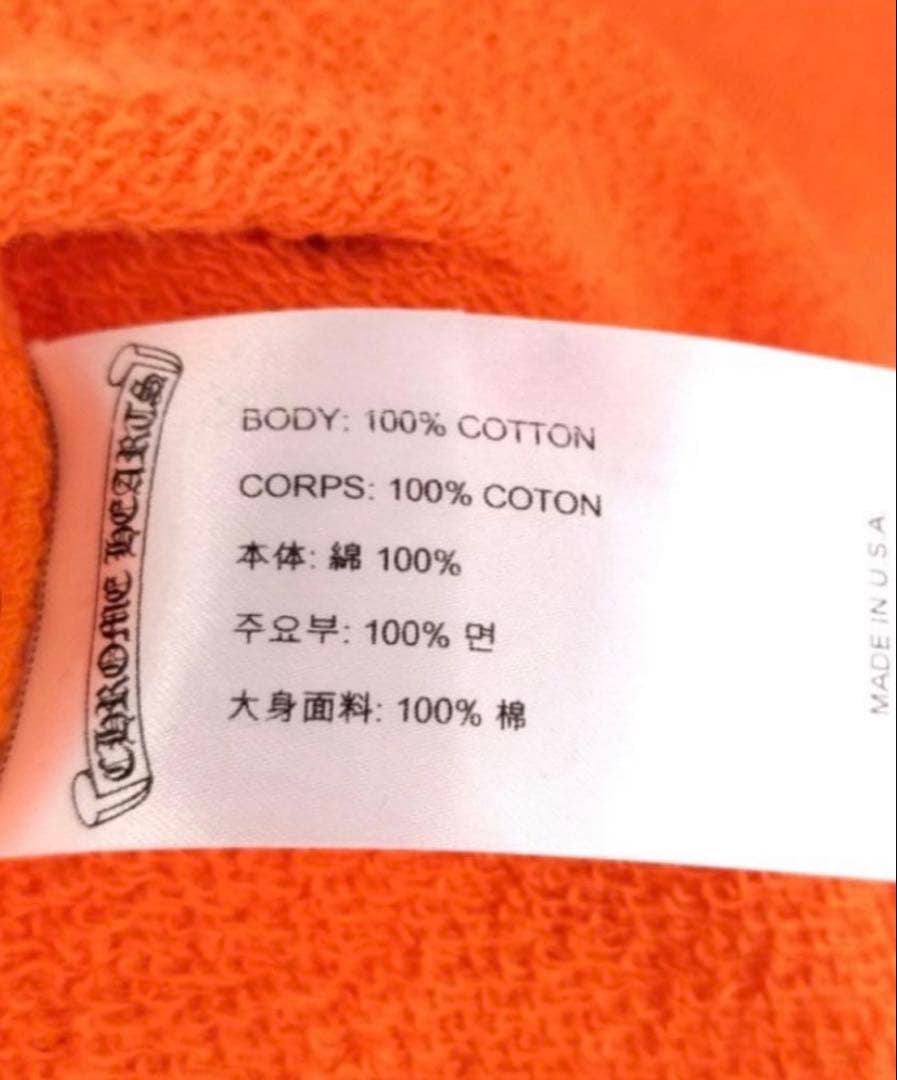 CHROME HEARTS
BODY: 100% COTTON
CORPS: 100% COTON
本体: 綿 100%
주요부: 100% 면
大身面料: 100% 棉
MADE IN U.S.A.